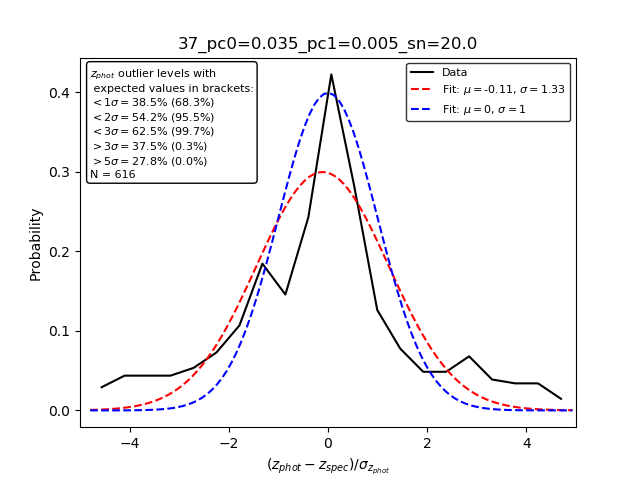 37_pc0=0.035_pc1=0.005_sn=20.0
z_phot outlier levels with
expected values in brackets:
<1σ = 38.5% (68.3%)
<2σ = 54.2% (95.5%)
<3σ = 62.5% (99.7%)
>3σ = 37.5% (0.3%)
>5σ = 27.8% (0.0%)
N = 616
Data
Fit: μ = -0.11, σ = 1.33
Fit: μ = 0, σ = 1
Probability
0.4
0.3
0.2
0.1
0.0
−4 −2 0 2 4
(z_phot − z_spec)/σ_z_phot